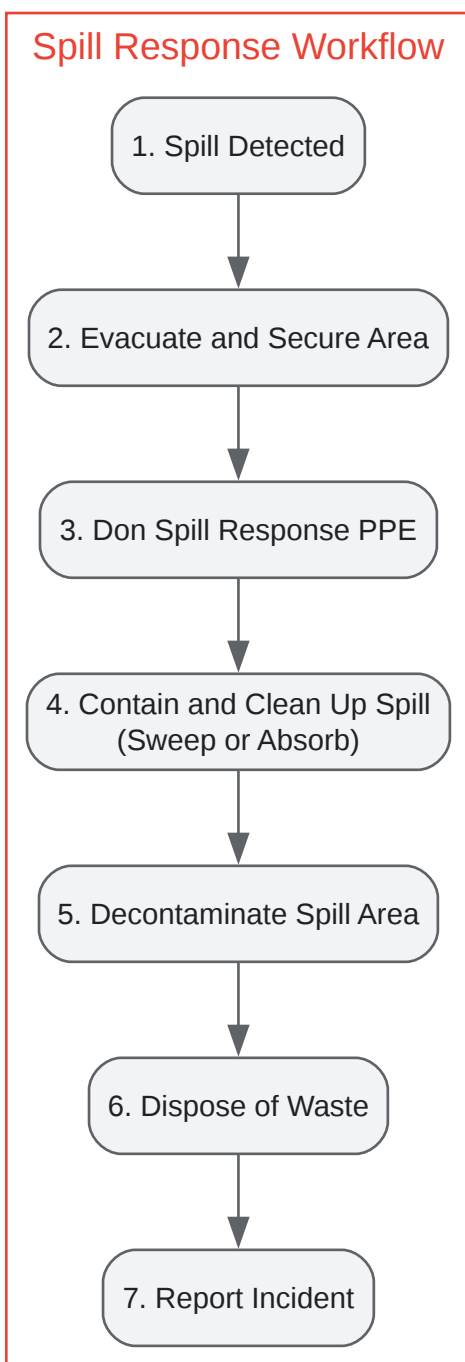 Spill Response Workflow
1. Spill Detected
2. Evacuate and Secure Area
3. Don Spill Response PPE
4. Contain and Clean Up Spill
(Sweep or Absorb)
5. Decontaminate Spill Area
6. Dispose of Waste
7. Report Incident